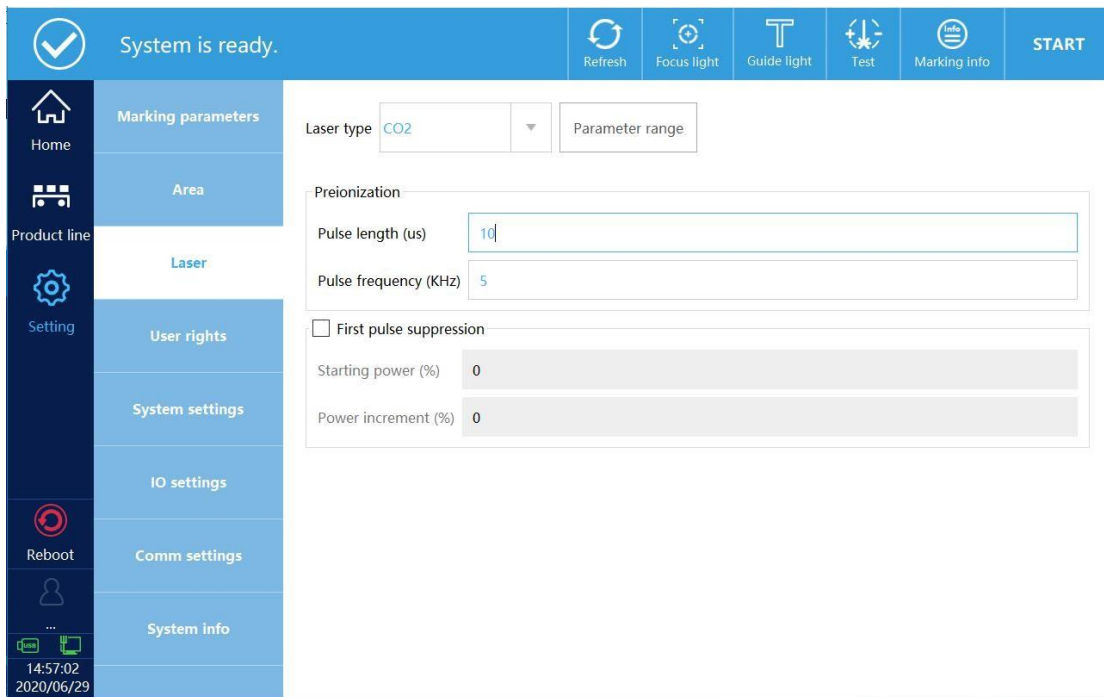 System is ready.
Refresh
Focus light
Guide light
Test
Info
Marking info
START
Home
Product line
Setting
Reboot
...
USB
14:57:02
2020/06/29
Marking parameters
Area
Laser
User rights
System settings
IO settings
Comm settings
System info
Laser type CO2
Parameter range
Preionization
Pulse length (us) 10
Pulse frequency (KHz) 5
First pulse suppression
Starting power (%) 0
Power increment (%) 0